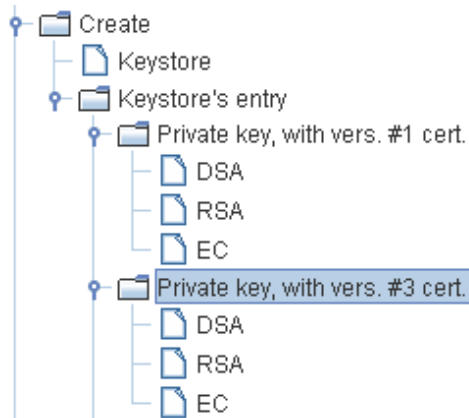 Create
Keystore
Keystore's entry
Private key, with vers. #1 cert.
DSA
RSA
EC
Private key, with vers. #3 cert.
DSA
RSA
EC